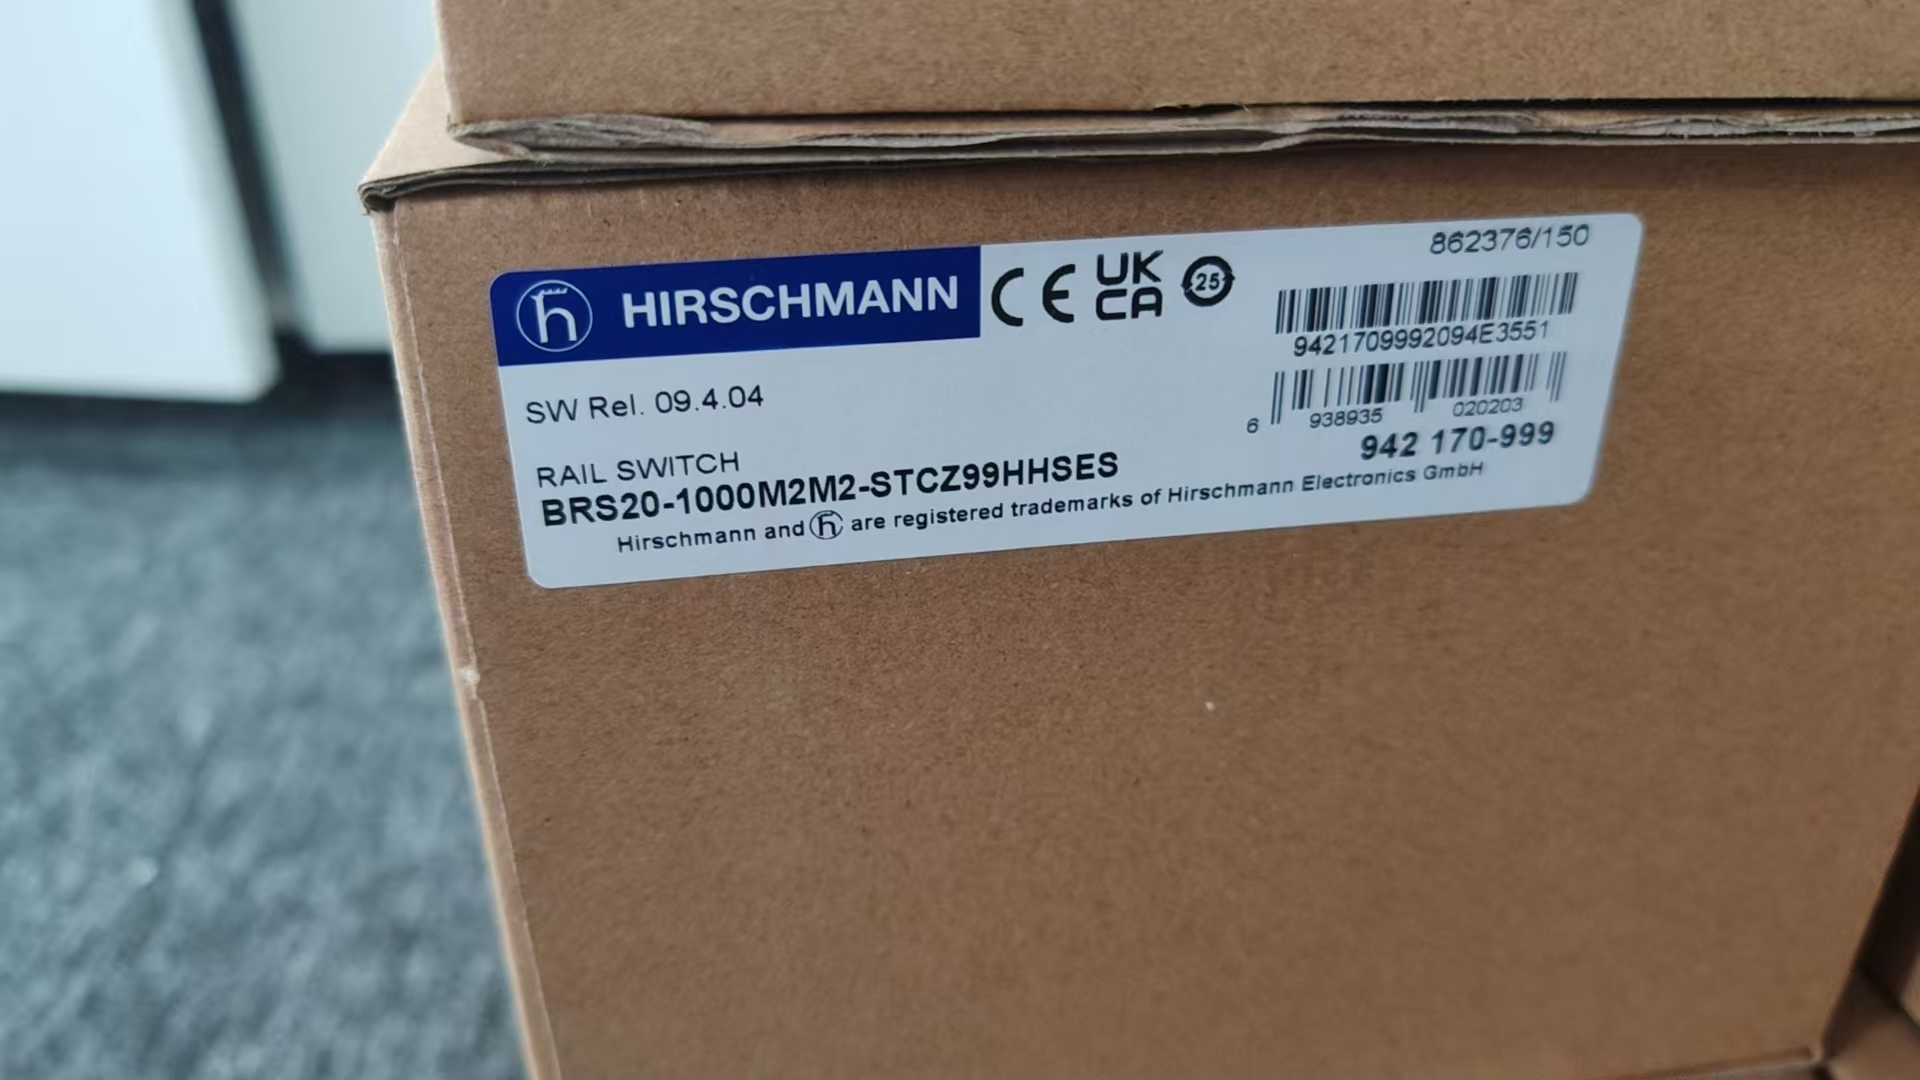 HIRSCHMANN
CE UK CA 25
862376/150
9421709992094E3551
SW Rel. 09.4.04
6 938935 020203
942 170-999
RAIL SWITCH
BRS20-1000M2M2-STCZ99HHSES
Hirschmann and h are registered trademarks of Hirschmann Electronics GmbH